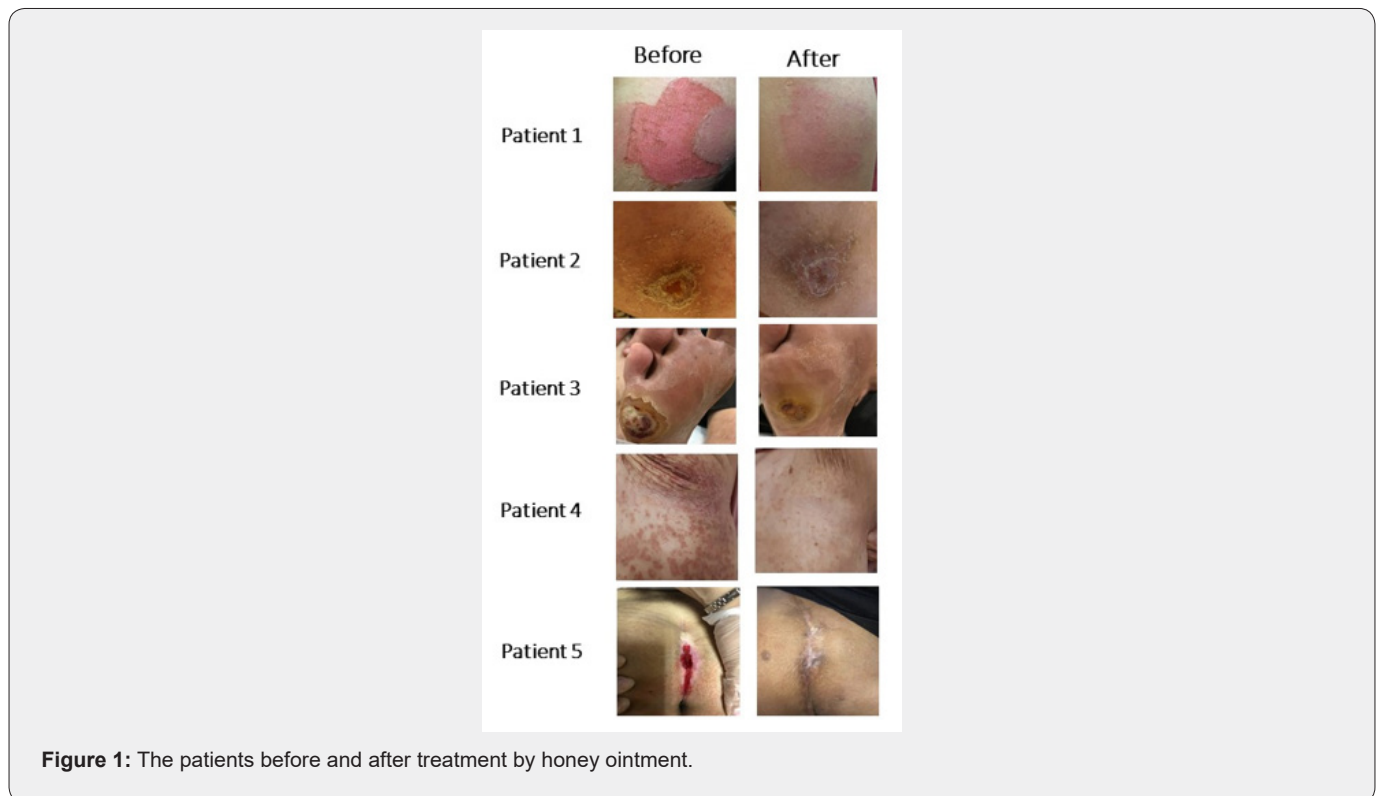 Before After
Patient 1
Patient 2
Patient 3
Patient 4
Patient 5
Figure 1: The patients before and after treatment by honey ointment.